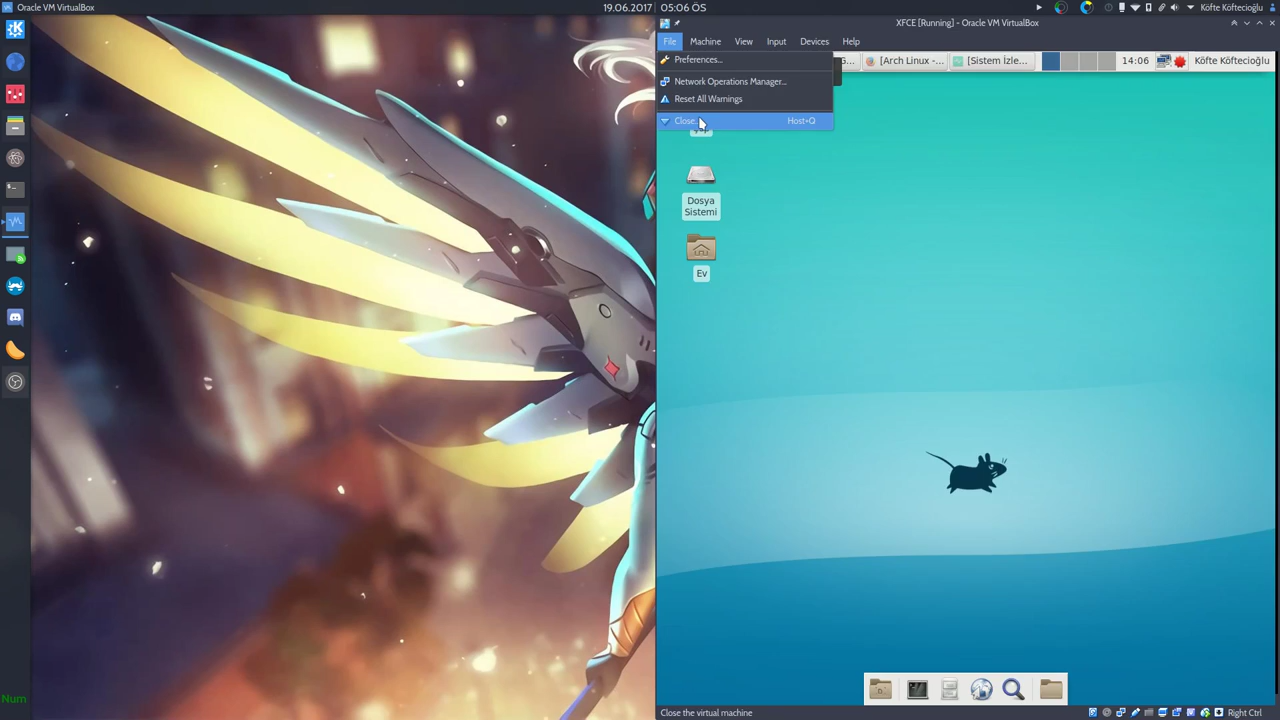 Oracle VM VirtualBox
19.06.2017
05:06 ÖS
Köfte Köftecioğlu
XFCE [Running] - Oracle VM VirtualBox
File
Machine
View
Input
Devices
Help
Preferences...
Network Operations Manager...
Reset All Warnings
Close...
Host+Q
G...
[Arch Linux -...
[Sistem İzle...
14:06
Köfte Köftecioğlu
Dosya
Sistemi
Ev
Num
Close the virtual machine
Right Ctrl